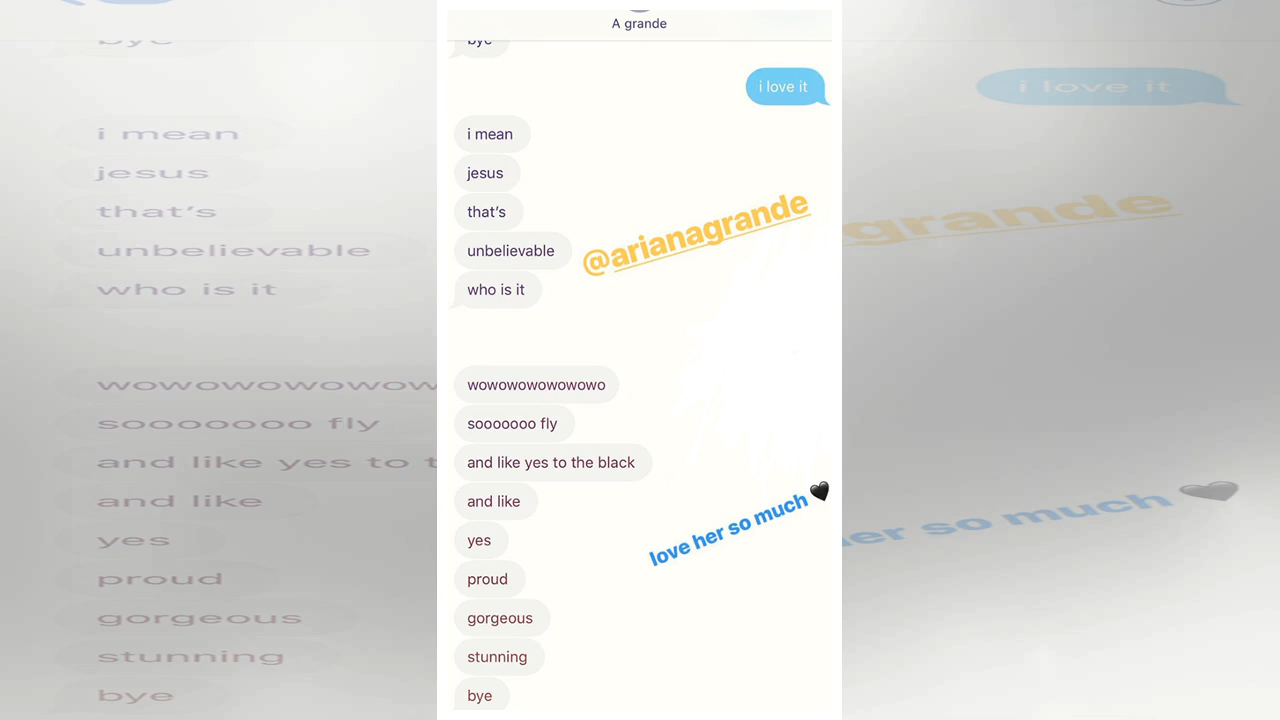 A grande
bye
i love it
i mean
jesus
that's
unbelievable
who is it
@arianagrande
wowowowowowowo
sooooooo fly
and like yes to the black
and like
yes
love her so much 🖤
proud
gorgeous
stunning
bye